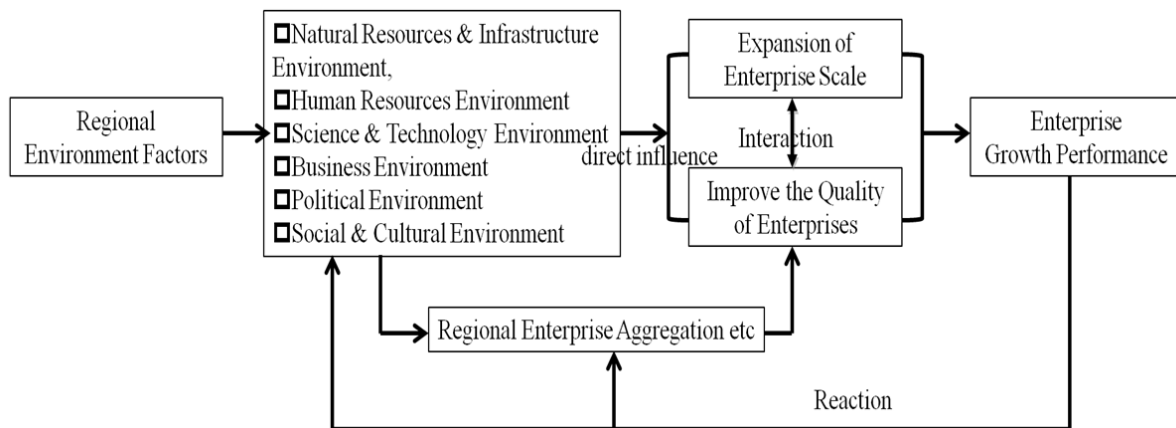 Regional
Environment Factors
❑Natural Resources & Infrastructure
Environment,
❑Human Resources Environment
❑Science & Technology Environment
❑Business Environment
❑Political Environment
❑Social & Cultural Environment
direct influence
Expansion of
Enterprise Scale
Interaction
Improve the Quality
of Enterprises
Enterprise
Growth Performance
Regional Enterprise Aggregation etc
Reaction